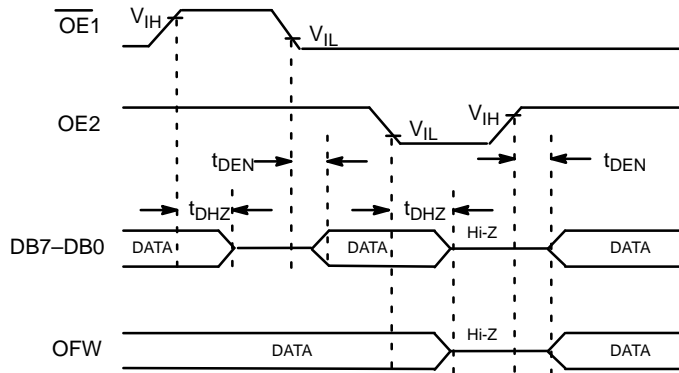 OE1
VIH
VIL
OE2
VIL
VIH
tDEN
tDEN
tDHZ
tDHZ
DB7–DB0
DATA
DATA
Hi-Z
DATA
OFW
DATA
Hi-Z
DATA